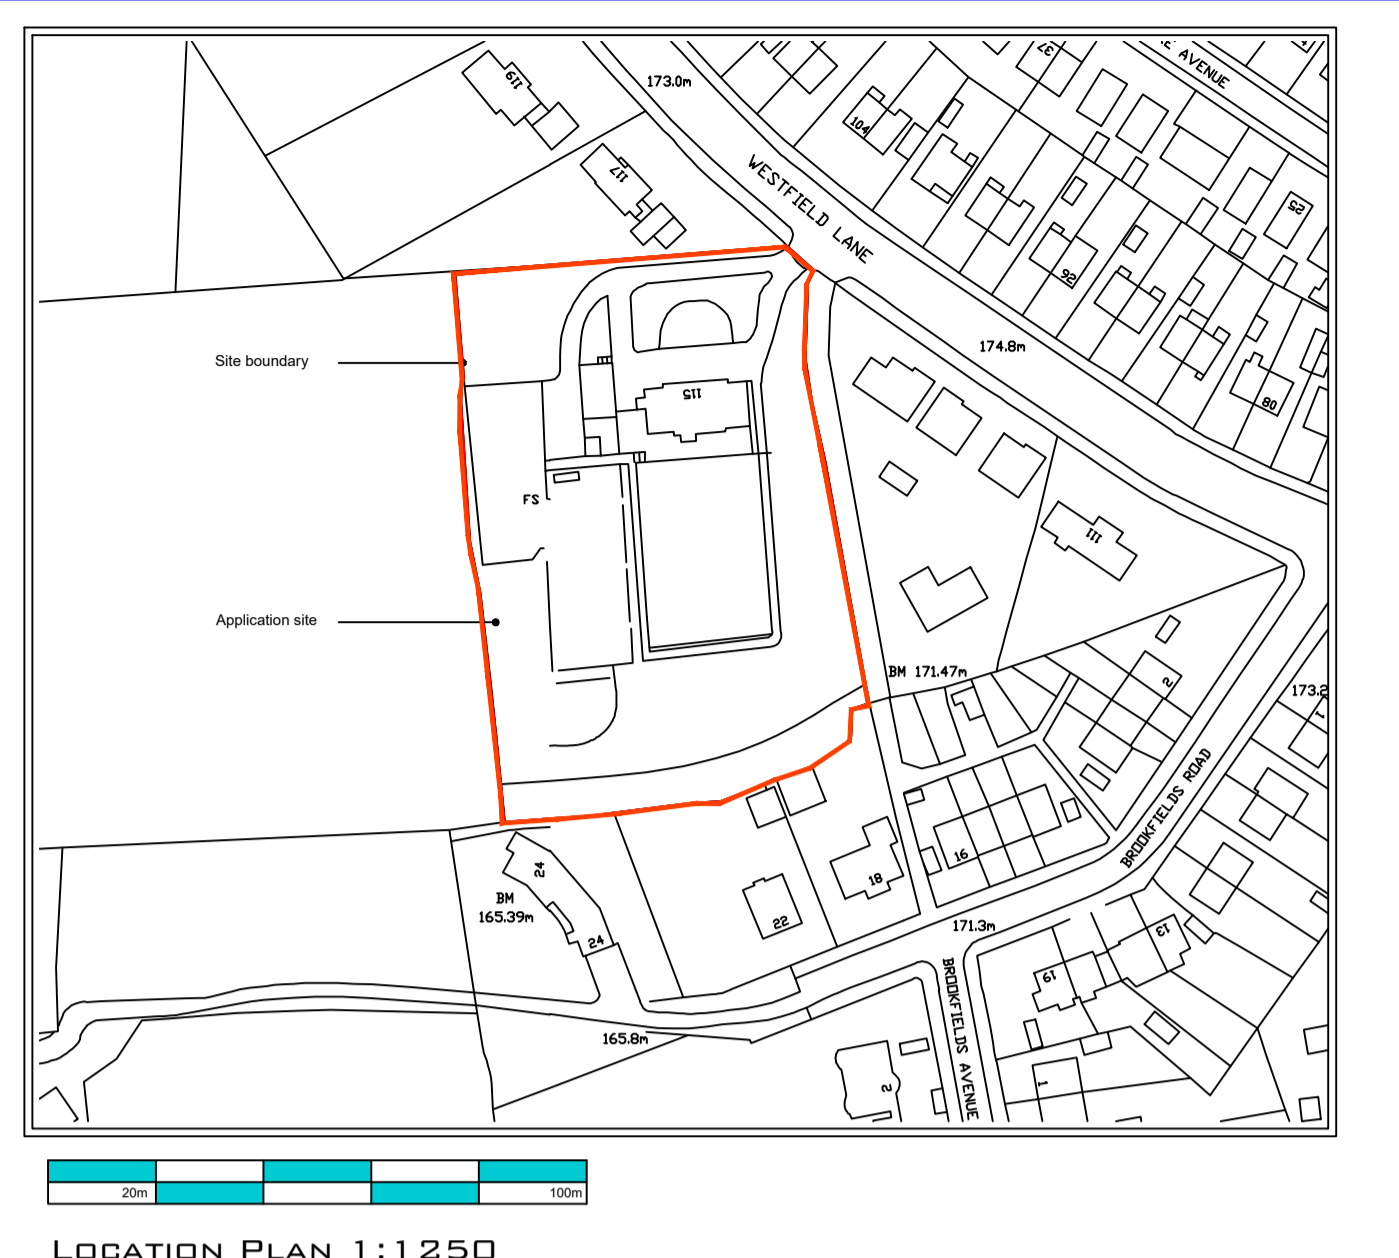 173.0m
119
117
WESTFIELD LANE
104
37
AVENUE
25
92
174.8m
80
Site boundary
115
FS
111
Application site
BM 171.47m
2
173.2
1
BROOKFIELDS ROAD
24
BM
165.39m
24
22
18
16
171.3m
13
19
BROOKFIELDS AVENUE
165.8m
2
1
20m
100m
LOCATION PLAN 1:1250